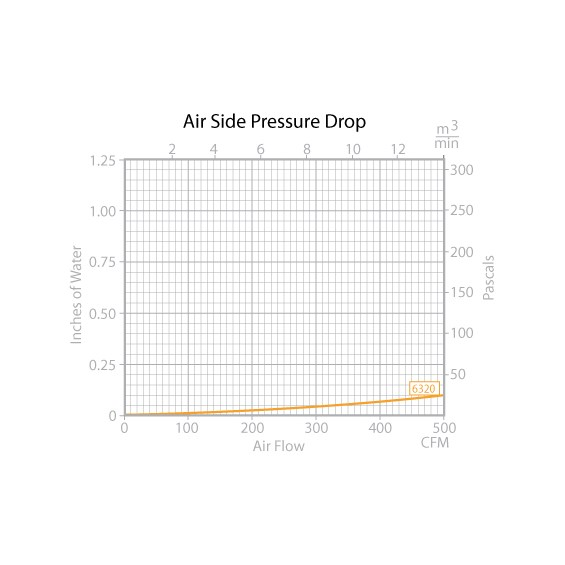 Air Side Pressure Drop
m3
min
2 4 6 8 10 12
1.25
1.00
0.75
0.50
0.25
0
Inches of Water
300
250
200
150
100
50
Pascals
6320
0 100 200 300 400 500
Air Flow
CFM